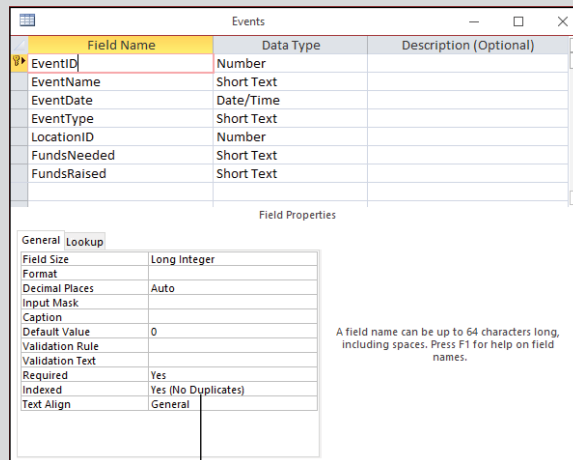 Events
Field Name Data Type Description (Optional)
EventID Number
EventName Short Text
EventDate Date/Time
EventType Short Text
LocationID Number
FundsNeeded Short Text
FundsRaised Short Text
Field Properties
General Lookup
Field Size Long Integer
Format
Decimal Places Auto
Input Mask
Caption
Default Value 0
Validation Rule
Validation Text
Required Yes
Indexed Yes (No Duplicates)
Text Align General
A field name can be up to 64 characters long,
including spaces. Press F1 for help on field
names.